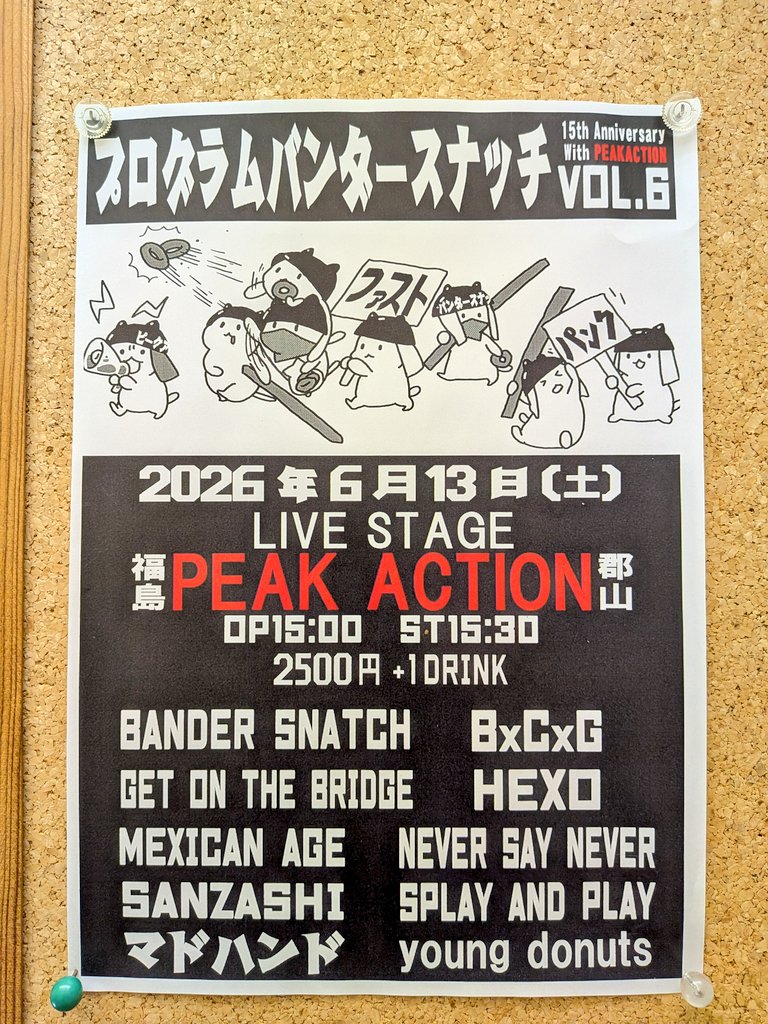 プログラムバンダースナッチ
15th Anniversary
With PEAKACTION
VOL.6
ピーク
ファスト
バンタースナ
パンク
2026年6月13日(土)
LIVE STAGE
福島 PEAK ACTION 郡山
OP15:00 ST15:30
2500円 +1DRINK
BANDER SNATCH BxCxG
GET ON THE BRIDGE HEXO
MEXICAN AGE NEVER SAY NEVER
SANZASHI SPLAY AND PLAY
マドハンド young donuts